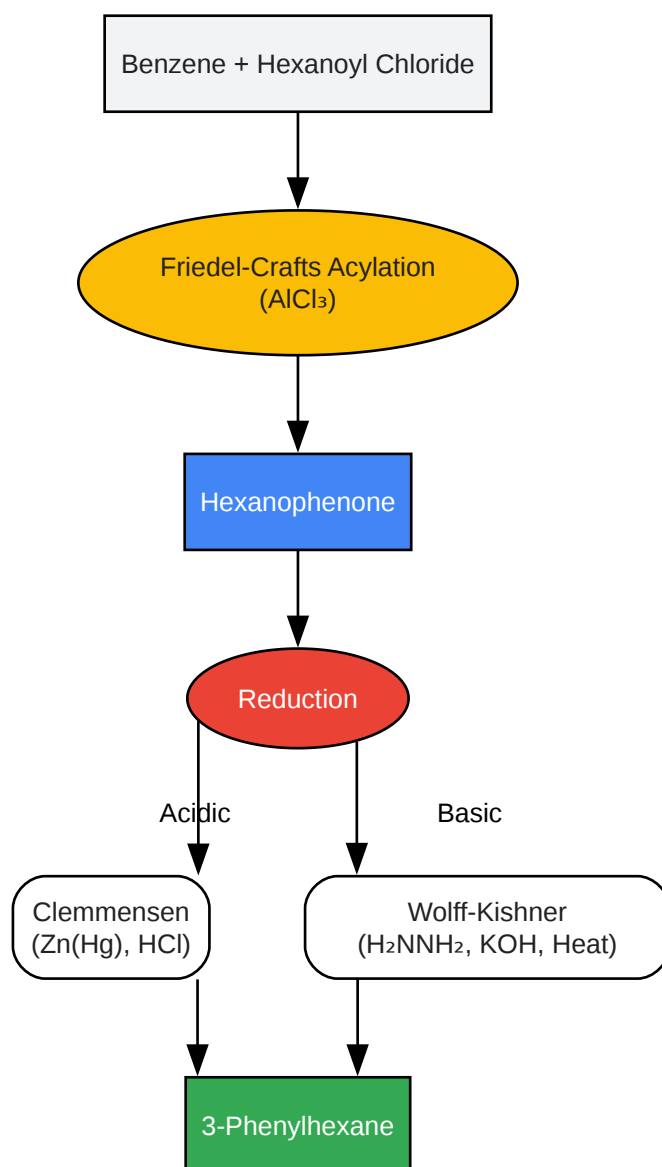 Benzene + Hexanoyl Chloride
Friedel-Crafts Acylation
(AlCl₃)
Hexanophenone
Reduction
Acidic
Basic
Clemmensen
(Zn(Hg), HCl)
Wolff-Kishner
(H₂NNH₂, KOH, Heat)
3-Phenylhexane